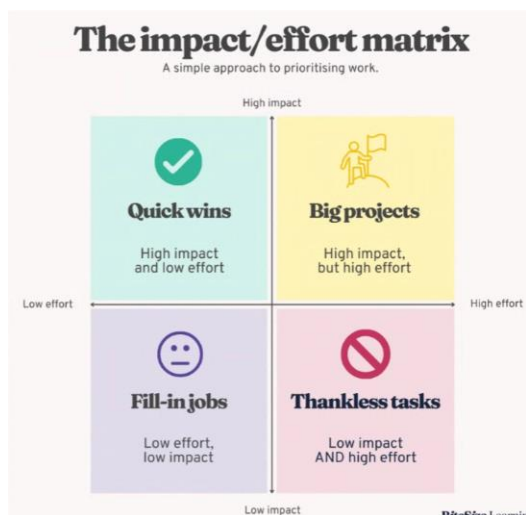 The impact/effort matrix
A simple approach to prioritising work.
High impact
Quick wins
High impact
and low effort
Big projects
High impact,
but high effort
Low effort
High effort
Fill-in jobs
Low effort,
low impact
Thankless tasks
Low impact
AND high effort
Low impact